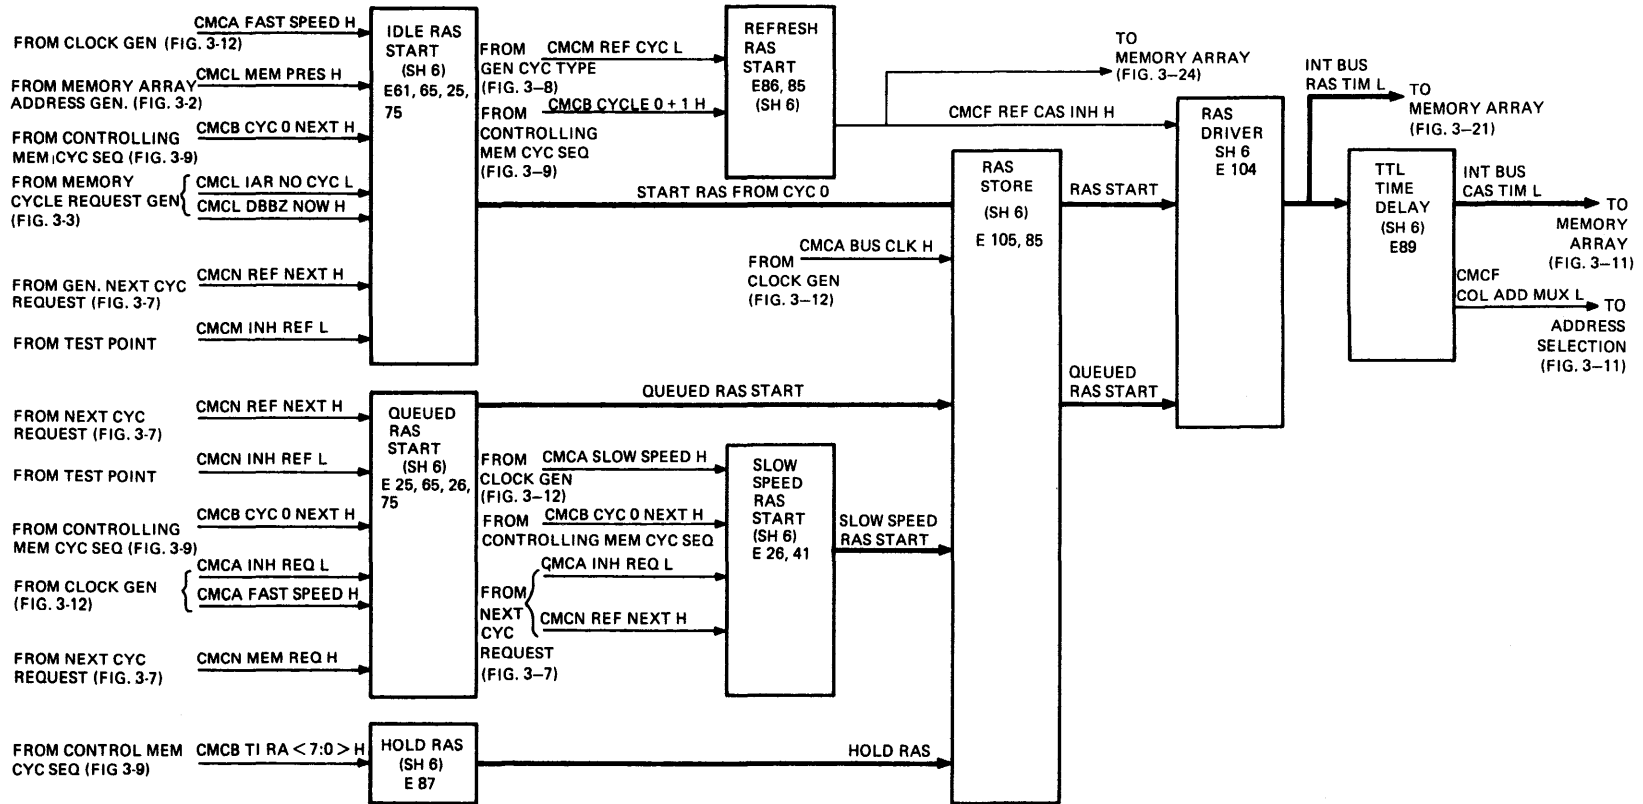 CMCA FAST SPEED H
FROM CLOCK GEN (FIG. 3-12)
CMCL MEM PRES H
FROM MEMORY ARRAY
ADDRESS GEN. (FIG. 3-2)
CMCB CYC 0 NEXT H
FROM CONTROLLING
MEM CYC SEQ (FIG. 3-9)
FROM MEMORY
CYCLE REQUEST GEN
(FIG. 3-3)
CMCL IAR NO CYC L
CMCL DBBZ NOW H
CMCN REF NEXT H
FROM GEN. NEXT CYC
REQUEST (FIG. 3-7)
CMCM INH REF L
FROM TEST POINT
IDLE RAS
START
(SH 6)
E61, 65, 25,
75
FROM
GEN CYC TYPE
(FIG. 3-8)
CMCM REF CYC L
FROM
CONTROLLING
MEM CYC SEQ
(FIG. 3-9)
CMCB CYCLE 0 + 1 H
REFRESH
RAS
START
E86, 85
(SH 6)
TO
MEMORY ARRAY
(FIG. 3-24)
CMCF REF CAS INH H
START RAS FROM CYC 0
CMCA BUS CLK H
FROM
CLOCK GEN
(FIG. 3-12)
RAS
STORE
(SH 6)
E 105, 85
RAS START
QUEUED
RAS START
RAS
DRIVER
SH 6
E 104
INT BUS
RAS TIM L
TO
MEMORY ARRAY
(FIG. 3-21)
TTL
TIME
DELAY
(SH 6)
E89
INT BUS
CAS TIM L
TO
MEMORY
ARRAY
(FIG. 3-11)
CMCF
COL ADD MUX L
TO
ADDRESS
SELECTION
(FIG. 3-11)
CMCN REF NEXT H
FROM NEXT CYC
REQUEST (FIG. 3-7)
CMCN INH REF L
FROM TEST POINT
CMCB CYC 0 NEXT H
FROM CONTROLLING
MEM CYC SEQ (FIG. 3-9)
CMCA INH REQ L
FROM CLOCK GEN
(FIG. 3-12)
CMCA FAST SPEED H
CMCN MEM REQ H
FROM NEXT CYC
REQUEST (FIG. 3-7)
QUEUED
RAS
START
(SH 6)
E 25, 65, 26,
75
QUEUED RAS START
FROM
CLOCK GEN
(FIG. 3-12)
CMCA SLOW SPEED H
FROM
CONTROLLING MEM CYC SEQ
CMCB CYC 0 NEXT H
FROM
NEXT
CYC
REQUEST
(FIG. 3-7)
CMCA INH REQ L
CMCN REF NEXT H
SLOW
SPEED
RAS
START
(SH 6)
E 26, 41
SLOW SPEED
RAS START
FROM CONTROL MEM
CYC SEQ (FIG 3-9)
CMCB TI RA <7:0> H
HOLD RAS
(SH 6)
E 87
HOLD RAS